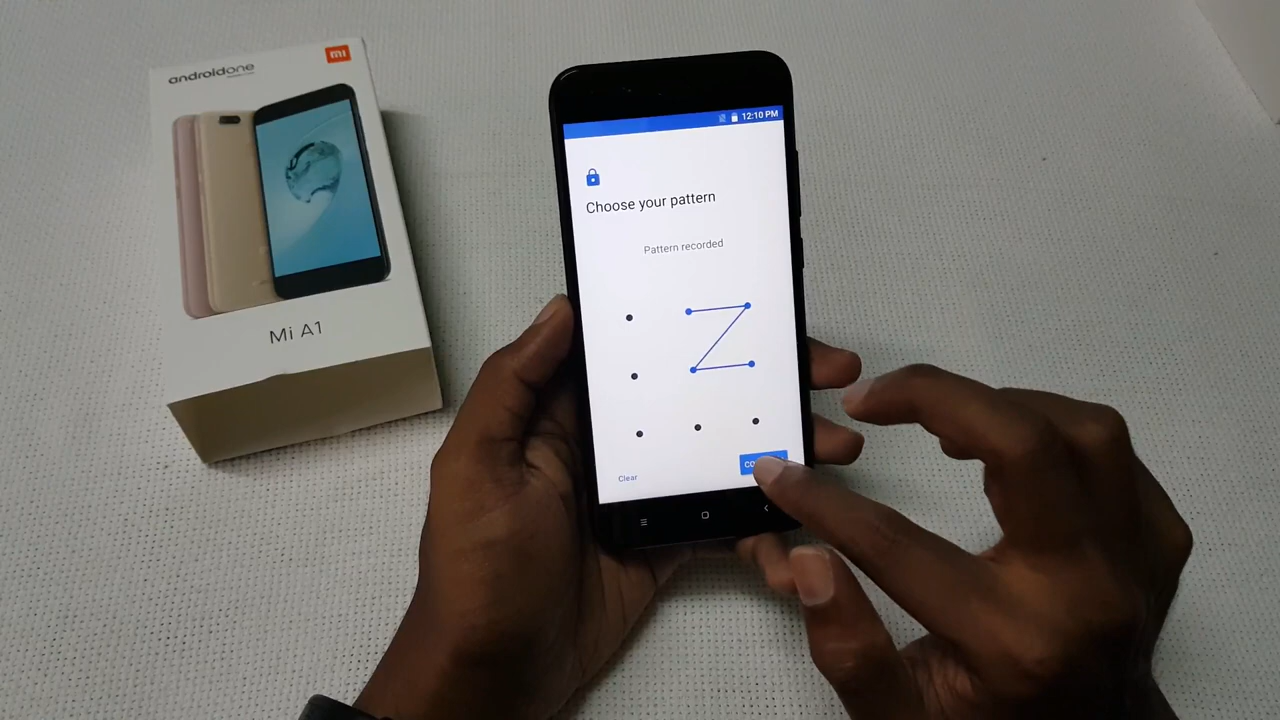 androidone
mi
Mi A1
12:10 PM
Choose your pattern
Pattern recorded
Clear